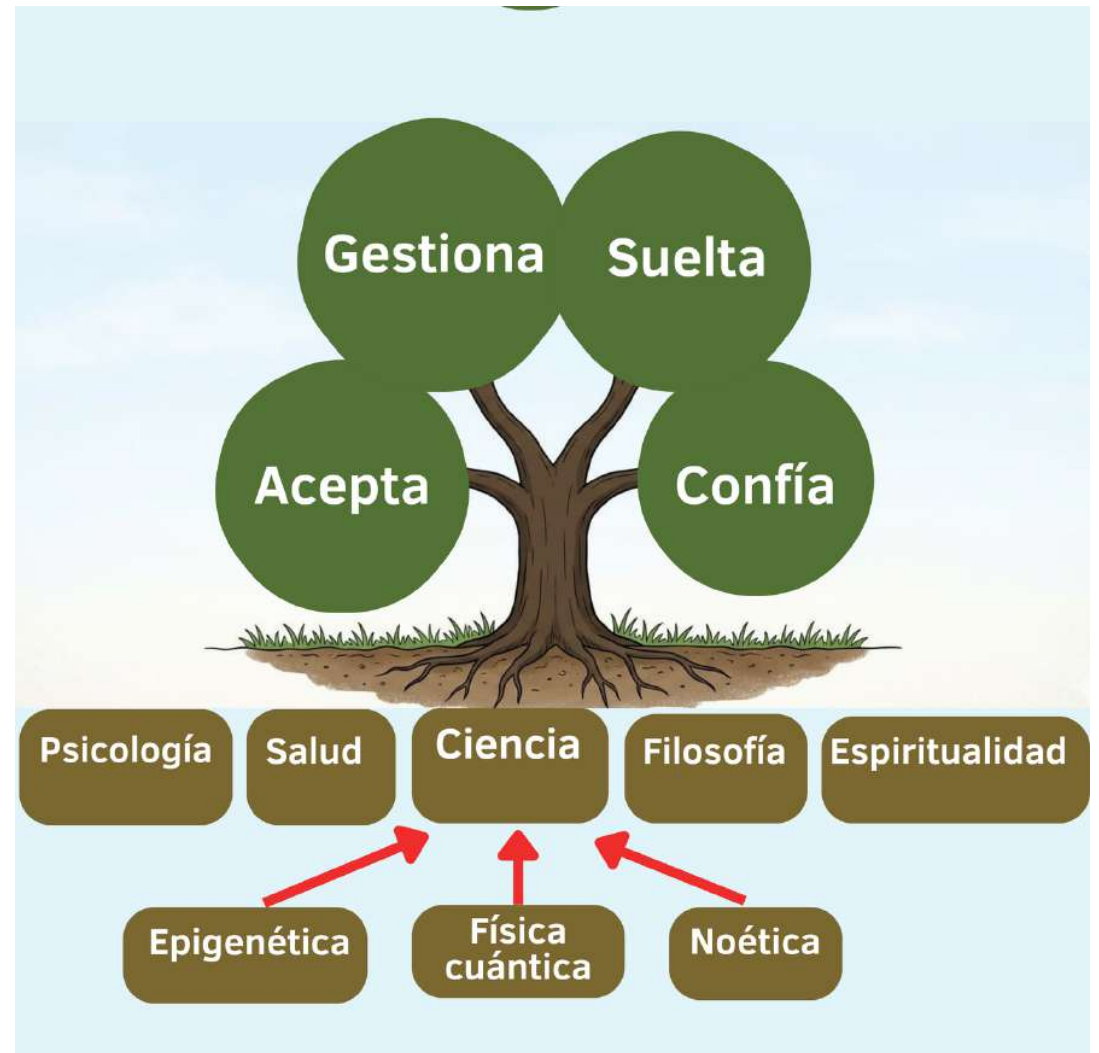 Gestiona
Suelta
Acepta
Confía
Psicología
Salud
Ciencia
Filosofía
Espiritualidad
Epigenética
Física
cuántica
Noética